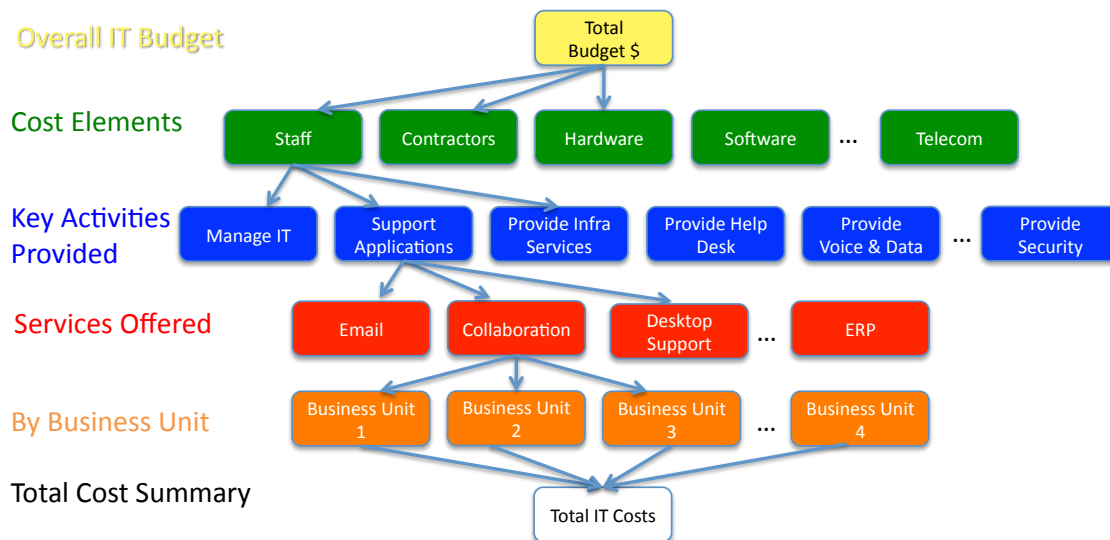 Overall IT Budget
Total
Budget $
Cost Elements
Staff
Contractors
Hardware
Software
...
Telecom
Key Activities
Provided
Manage IT
Support
Applications
Provide Infra
Services
Provide Help
Desk
Provide
Voice & Data
...
Provide
Security
Services Offered
Email
Collaboration
Desktop
Support
...
ERP
By Business Unit
Business Unit
1
Business Unit
2
Business Unit
3
...
Business Unit
4
Total Cost Summary
Total IT Costs